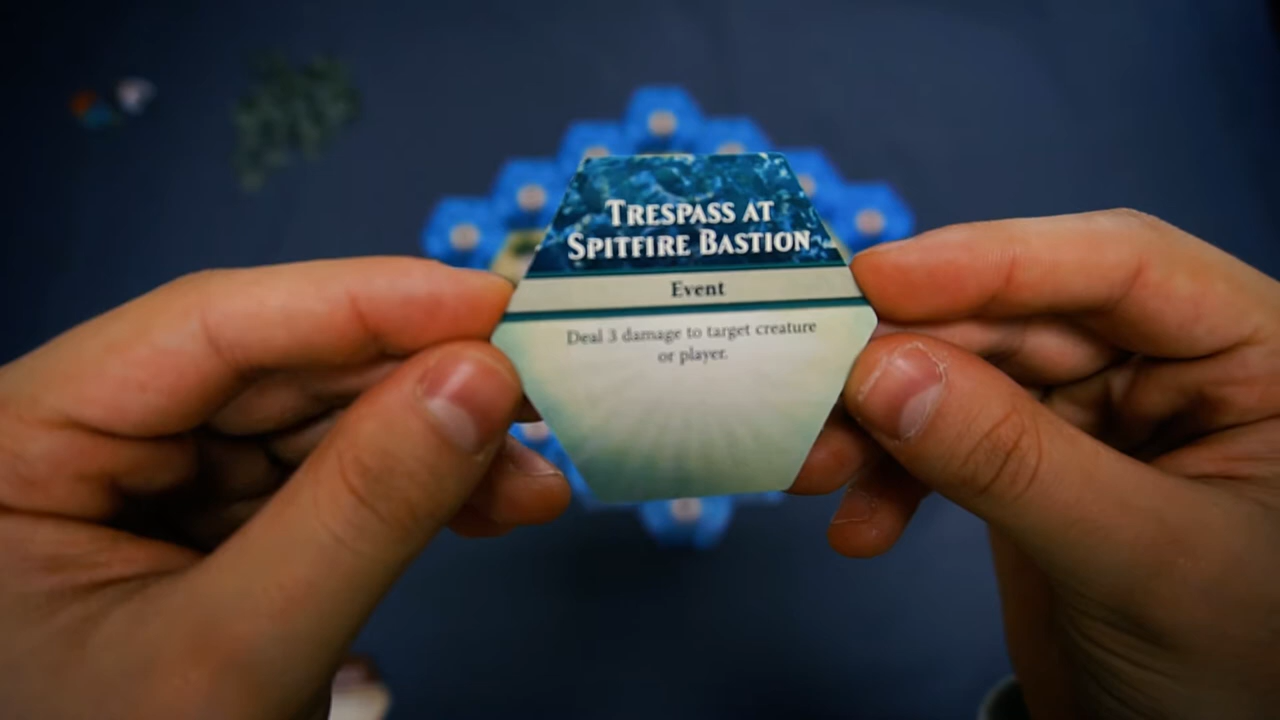 TRESPASS AT
SPITFIRE BASTION
Event
Deal 3 damage to target creature
or player.